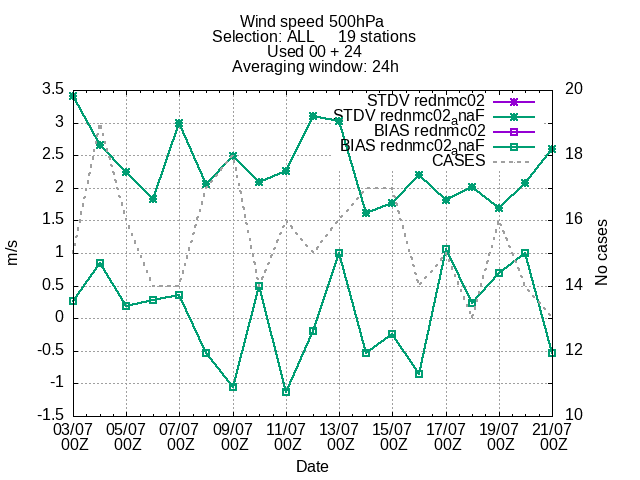 Wind speed 500hPa
Selection: ALL 19 stations
Used 00 + 24
Averaging window: 24h
STDV rednmc02
STDV rednmc02anaF
BIAS rednmc02
BIAS rednmc02anaF
CASES
m/s
3.5
3
2.5
2
1.5
1
0.5
0
-0.5
-1
-1.5
20
18
16
14
12
10
No cases
03/07 05/07 07/07 09/07 11/07 13/07 15/07 17/07 19/07 21/07
00Z 00Z 00Z 00Z 00Z 00Z 00Z 00Z 00Z 00Z
Date